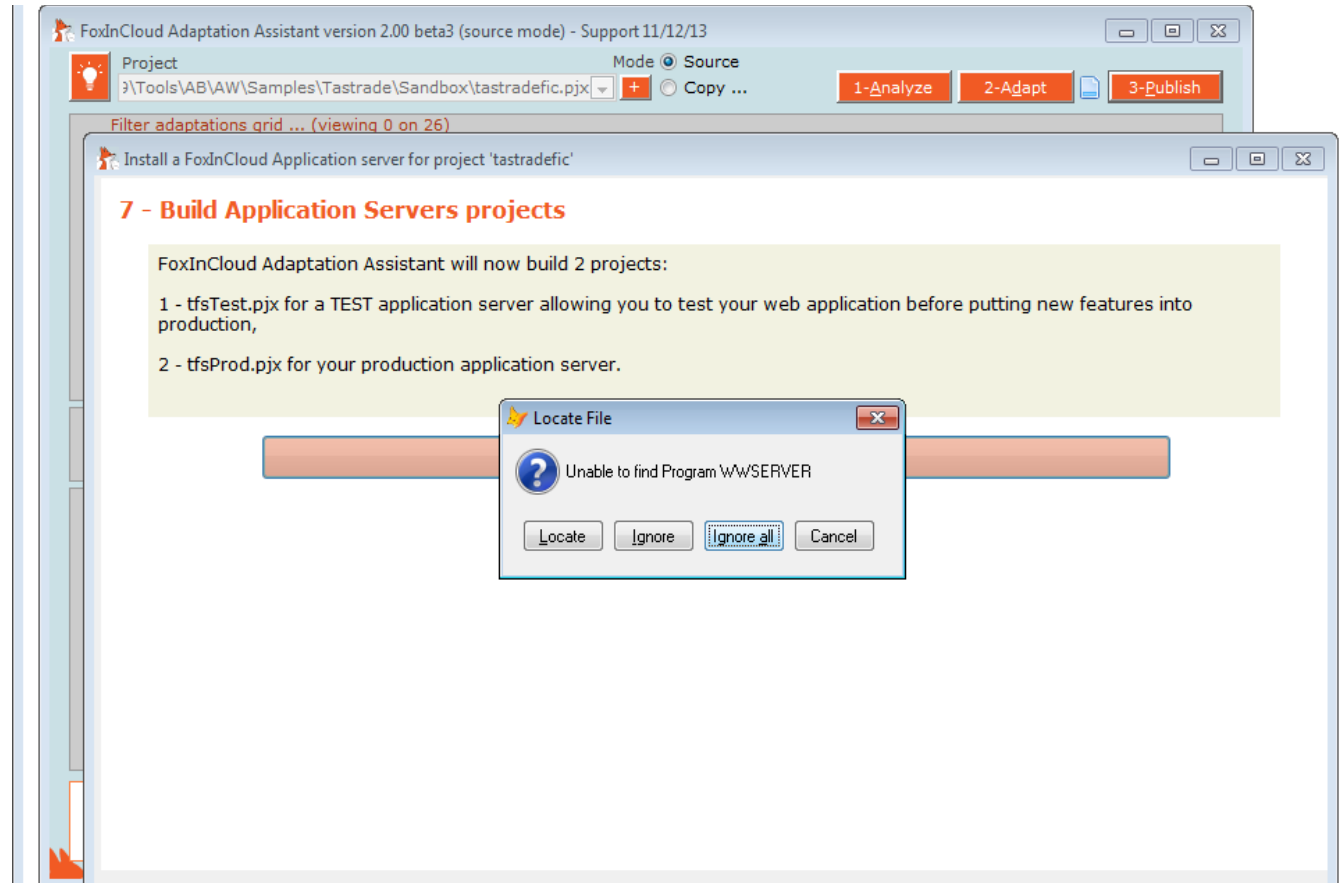 FoxInCloud Adaptation Assistant version 2.00 beta3 (source mode) - Support 11/12/13
Project
Mode Source
\Tools\AB\AW\Samples\Tastrade\Sandbox\tastradefic.pjx
+
Copy ...
1-Analyze
2-Adapt
3-Publish
Filter adaptations grid ... (viewing 0 on 26)
Install a FoxInCloud Application server for project 'tastradefic'
7 - Build Application Servers projects
FoxInCloud Adaptation Assistant will now build 2 projects:
1 - tfsTest.pjx for a TEST application server allowing you to test your web application before putting new features into
production,
2 - tfsProd.pjx for your production application server.
Locate File
Unable to find Program WWSERVER
Locate
Ignore
Ignore all
Cancel